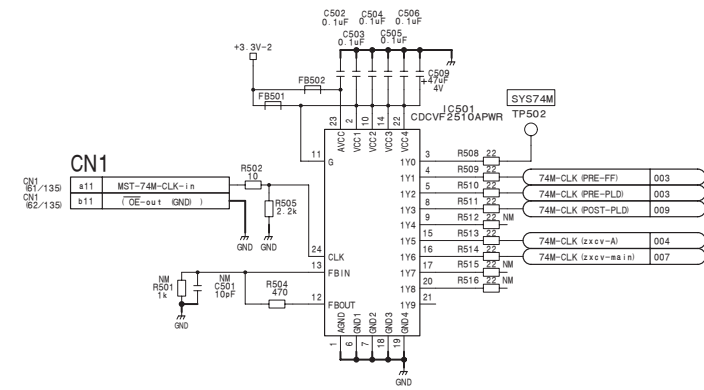 C502
0.1uF
C504
0.1uF
C506
0.1uF
C503
0.1uF
C505
0.1uF
+3.3V-2
FB502
C509
+47uF
4V
FB501
IC501
CDCVF2510APWR
SYS74M
TP502
23
2
10
14
22
AVCC
VCC1
VCC2
VCC3
VCC4
11
G
1Y0
3
R508
22
1Y1
4
R509
22
74M-CLK (PRE-FF)
003
1Y2
5
R510
22
74M-CLK (PRE-PLD)
003
1Y3
8
R511
22
74M-CLK (POST-PLD)
009
1Y4
9
R512
22
NM
1Y5
15
R513
22
74M-CLK (zxcv-A)
004
1Y6
16
R514
22
74M-CLK (zxcv-main)
007
1Y7
17
R515
22
NM
1Y8
20
R516
22
NM
1Y9
21
CN1
CN1
(61/135)
a11
MST-74M-CLK-in
CN1
(62/135)
b11
(OE-out (GND) )
R502
10
R505
2.2k
GND
GND
24
CLK
13
FBIN
12
FBOUT
NM
R501
1k
NM
C501
10pF
R504
470
GND
AGND
GND1
GND2
GND3
GND4
1
6
7
18
19
GND